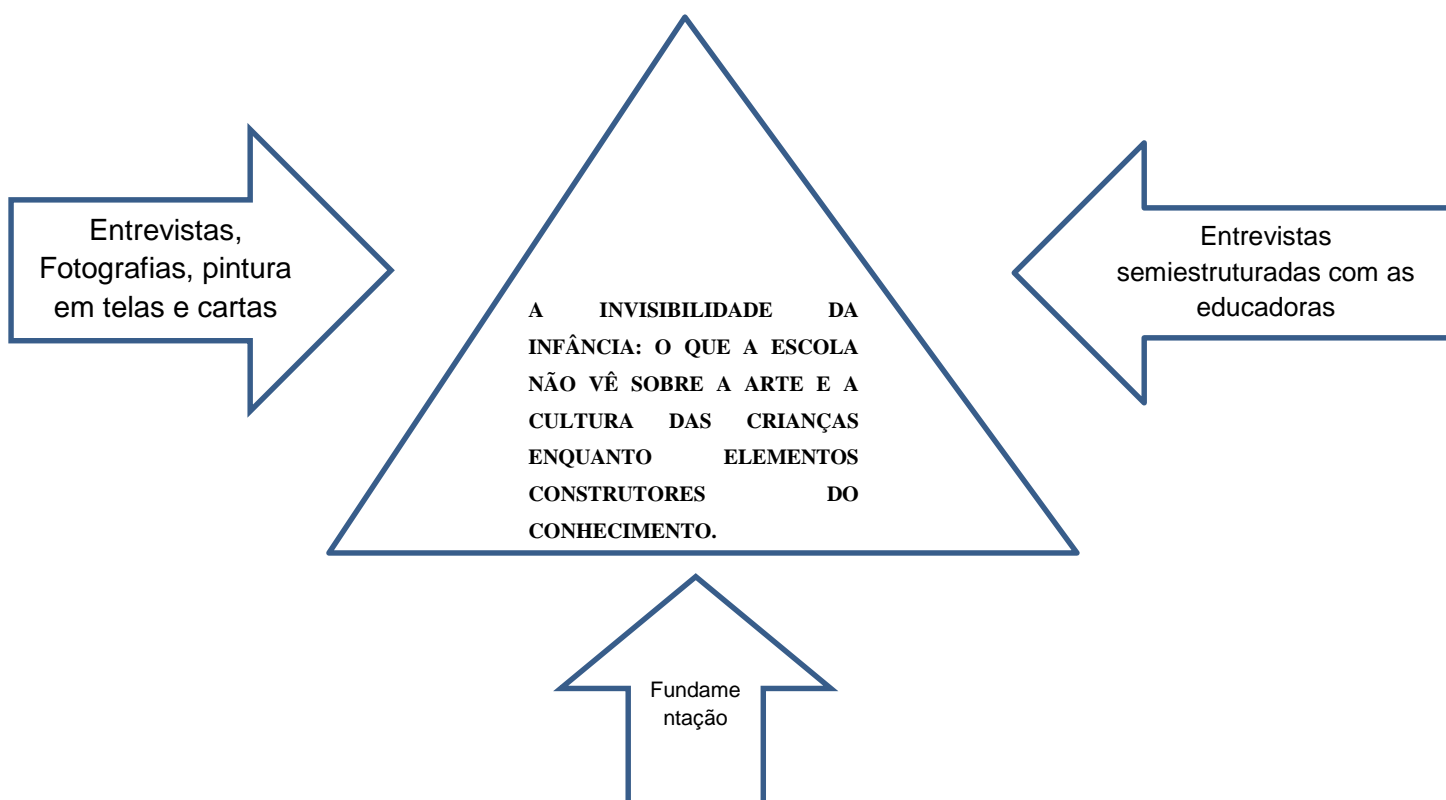 Entrevistas,
Fotografias, pintura
em telas e cartas
A INVISIBILIDADE DA
INFÂNCIA: O QUE A ESCOLA
NÃO VÊ SOBRE A ARTE E A
CULTURA DAS CRIANÇAS
ENQUANTO ELEMENTOS
CONSTRUTORES DO
CONHECIMENTO.
Entrevistas
semiestruturadas com as
educadoras
Fundame
ntação